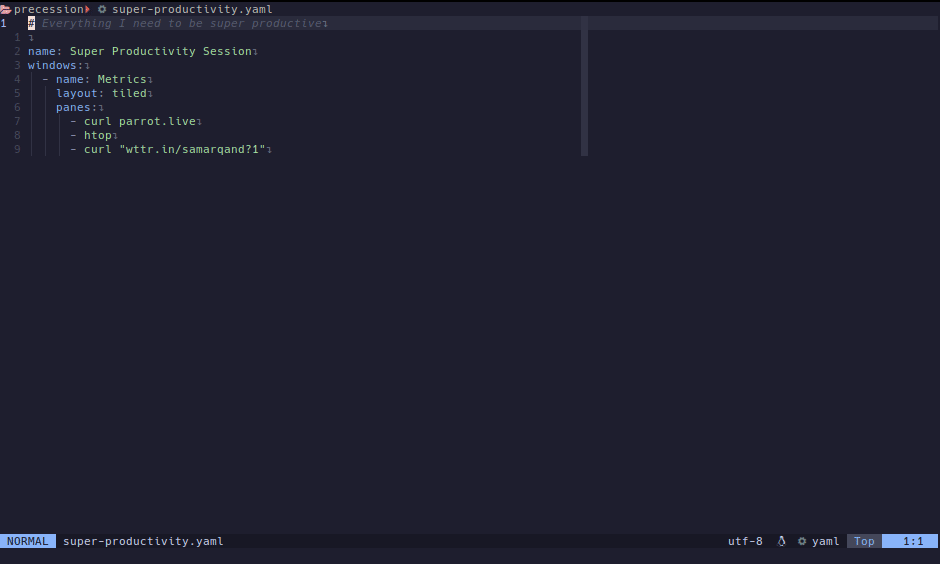 precession super-productivity.yaml
1 # Everything I need to be super productive
1
2 name: Super Productivity Session
3 windows:
4 - name: Metrics
5 layout: tiled
6 panes:
7 - curl parrot.live
8 - htop
9 - curl "wttr.in/samarqand?1"
NORMAL super-productivity.yaml utf-8 yaml Top 1:1